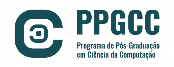 PPGCC
Programa de Pós Graduação
em Ciência da Computação